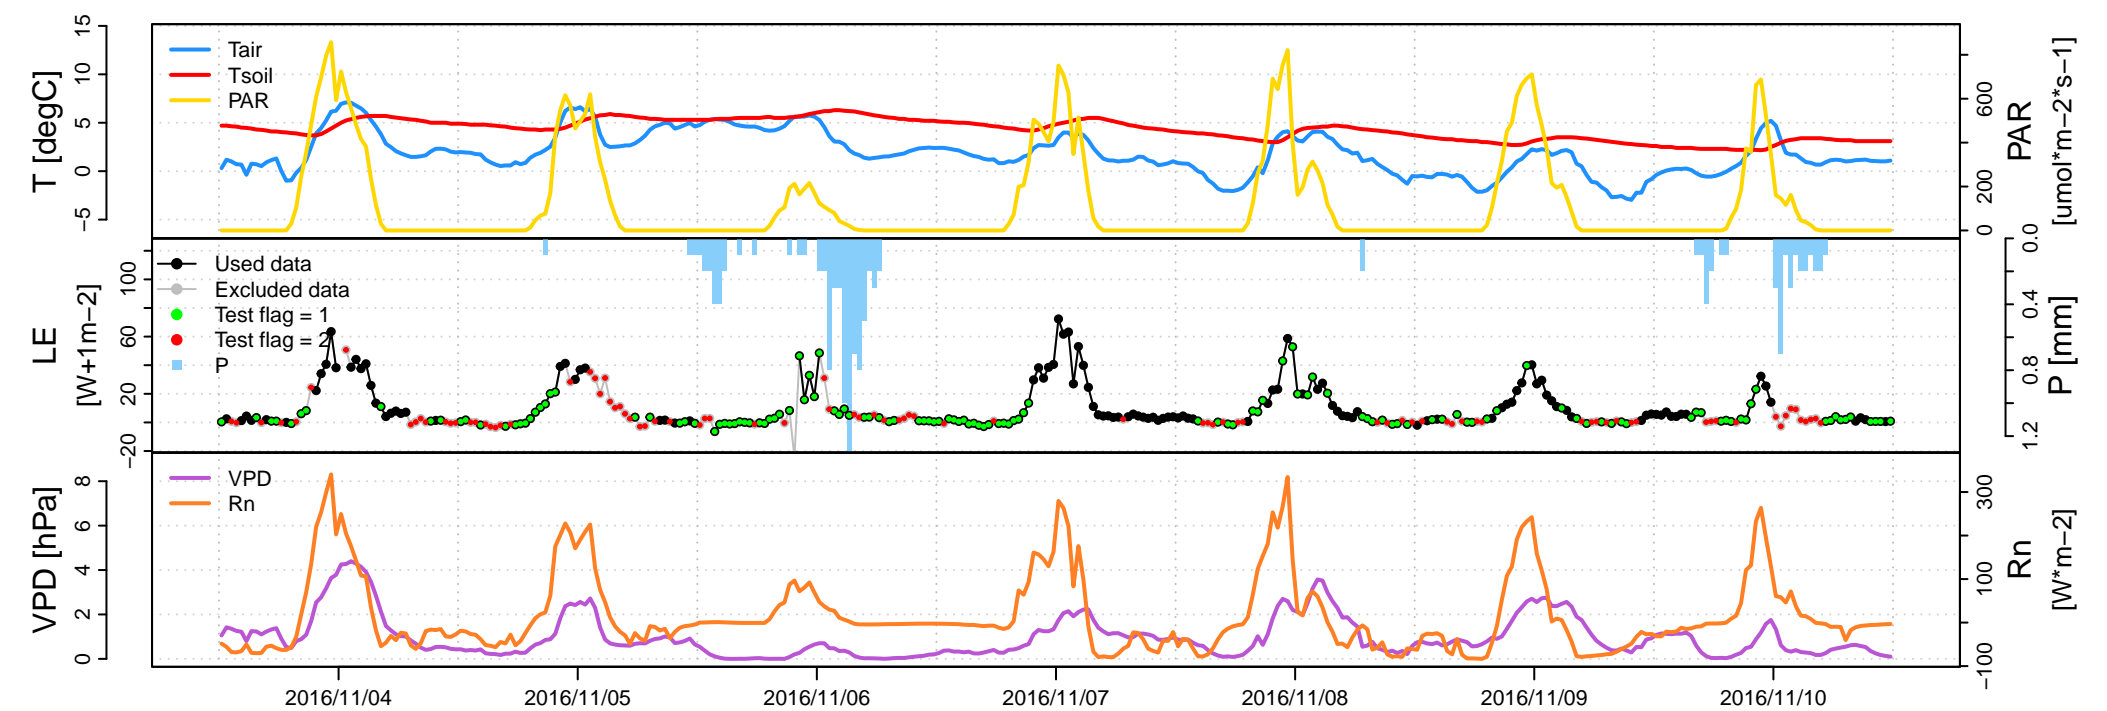 15
10
5
0
−5
T [degC]
Tair
Tsoil
PAR
600
200
0
PAR
[umol*m−2*s−1]
100
60
20
−20
LE
[W+1m−2]
Used data
Excluded data
Test flag = 1
Test flag = 2
P
0.0
0.4
0.8
1.2
P [mm]
8
6
4
2
0
VPD [hPa]
VPD
Rn
300
100
−100
Rn
[W*m−2]
2016/11/04 2016/11/05 2016/11/06 2016/11/07 2016/11/08 2016/11/09 2016/11/10